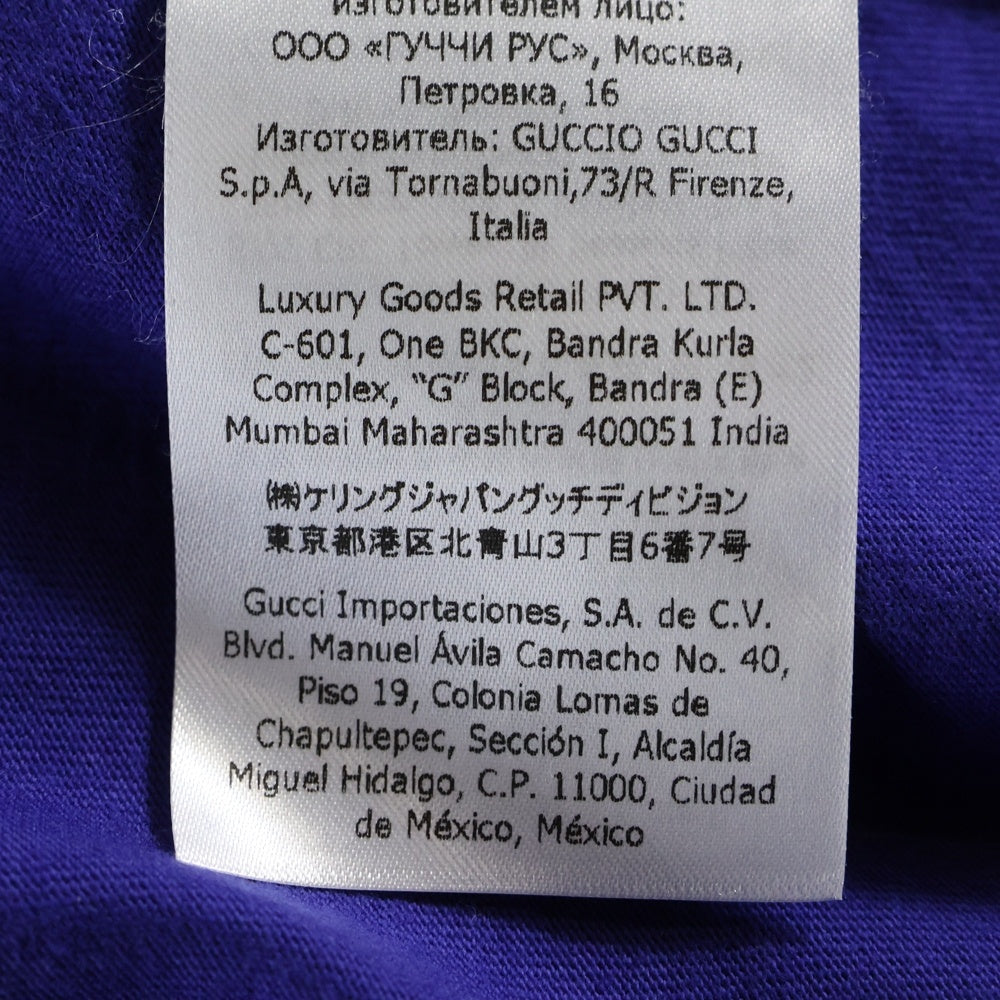 изготовителем лицо:
ООО «ГУЧЧИ РУС», Москва,
Петровка, 16
Изготовитель: GUCCIO GUCCI
S.p.A, via Tornabuoni,73/R Firenze,
Italia
Luxury Goods Retail PVT. LTD.
C-601, One BKC, Bandra Kurla
Complex, “G” Block, Bandra (E)
Mumbai Maharashtra 400051 India
㈱ケリングジャパングッチディビジョン
東京都港区北青山3丁目6番7号
Gucci Importaciones, S.A. de C.V.
Blvd. Manuel Ávila Camacho No. 40,
Piso 19, Colonia Lomas de
Chapultepec, Sección I, Alcaldía
Miguel Hidalgo, C.P. 11000, Ciudad
de México, México